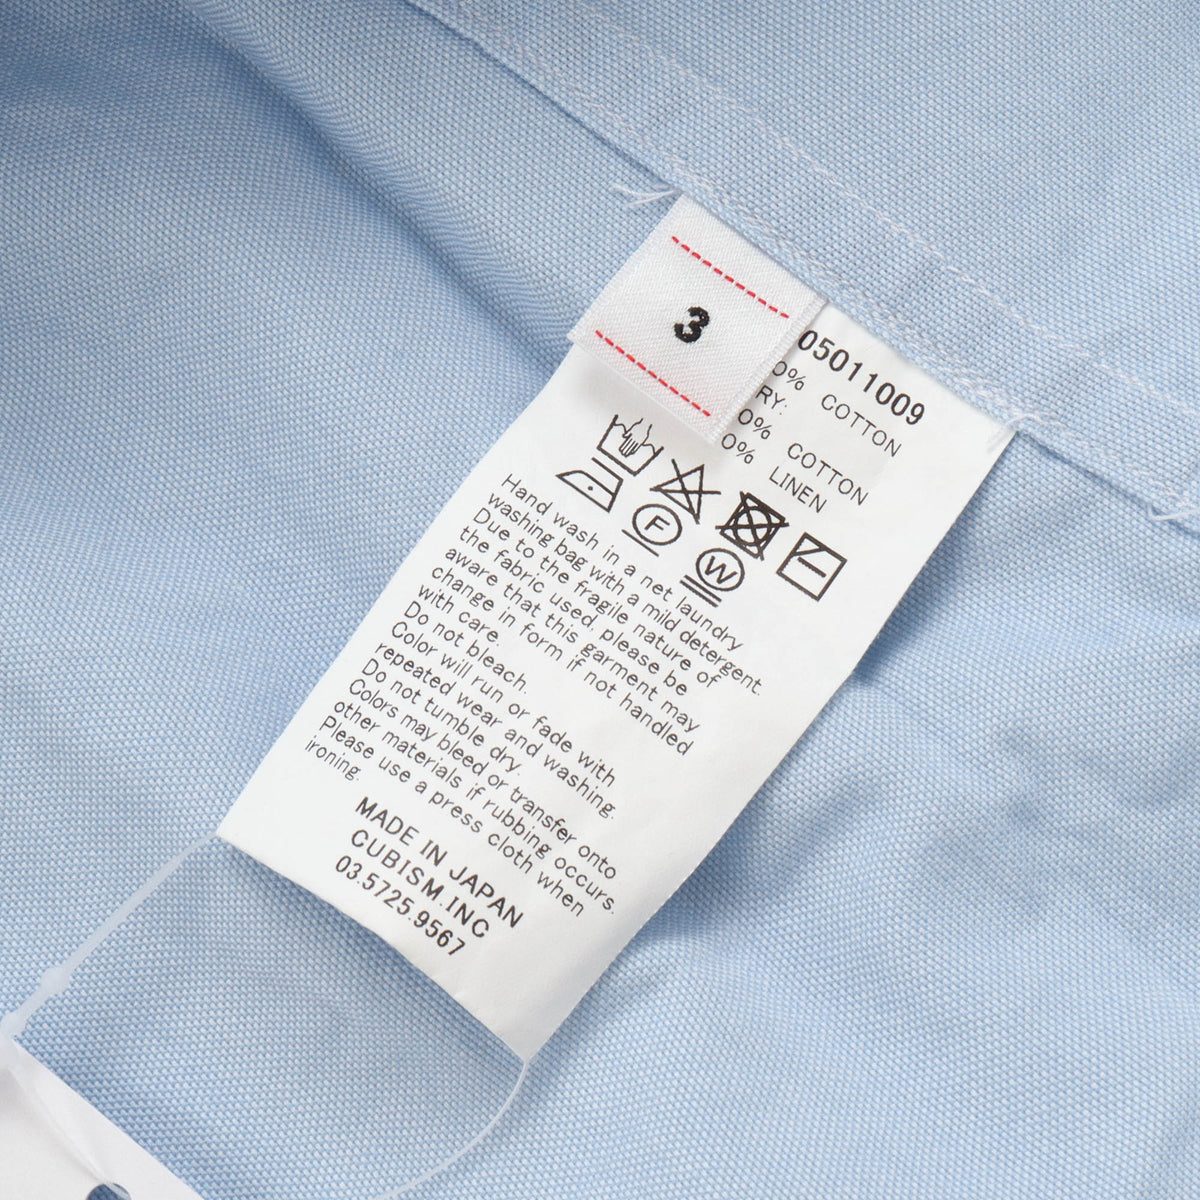 3
05011009
0% COTTON
RY:
0% COTTON
0% LINEN
F
W
Hand wash in a net laundry
washing bag with a mild detergent.
Due to the fragile nature of
the fabric used, please be
aware that this garment may
change in form if not handled
with care.
Do not bleach.
Color will run or fade with
repeated wear and washing.
Do not tumble dry.
Colors may bleed or transfer onto
other materials if rubbing occurs.
Please use a press cloth when
ironing.
MADE IN JAPAN
CUBISM.INC
03.5725.9567